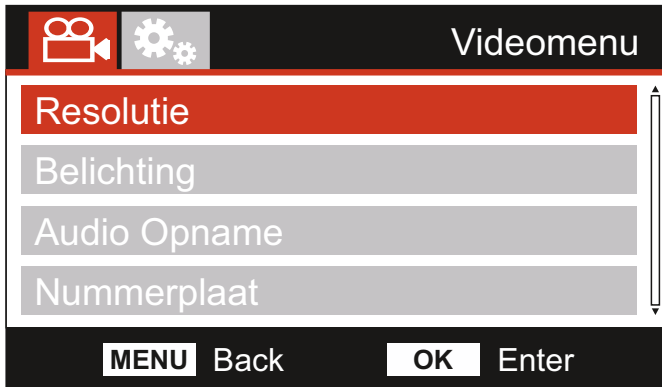 Videomenu
Resolutie
Belichting
Audio Opname
Nummerplaat
MENU Back OK Enter